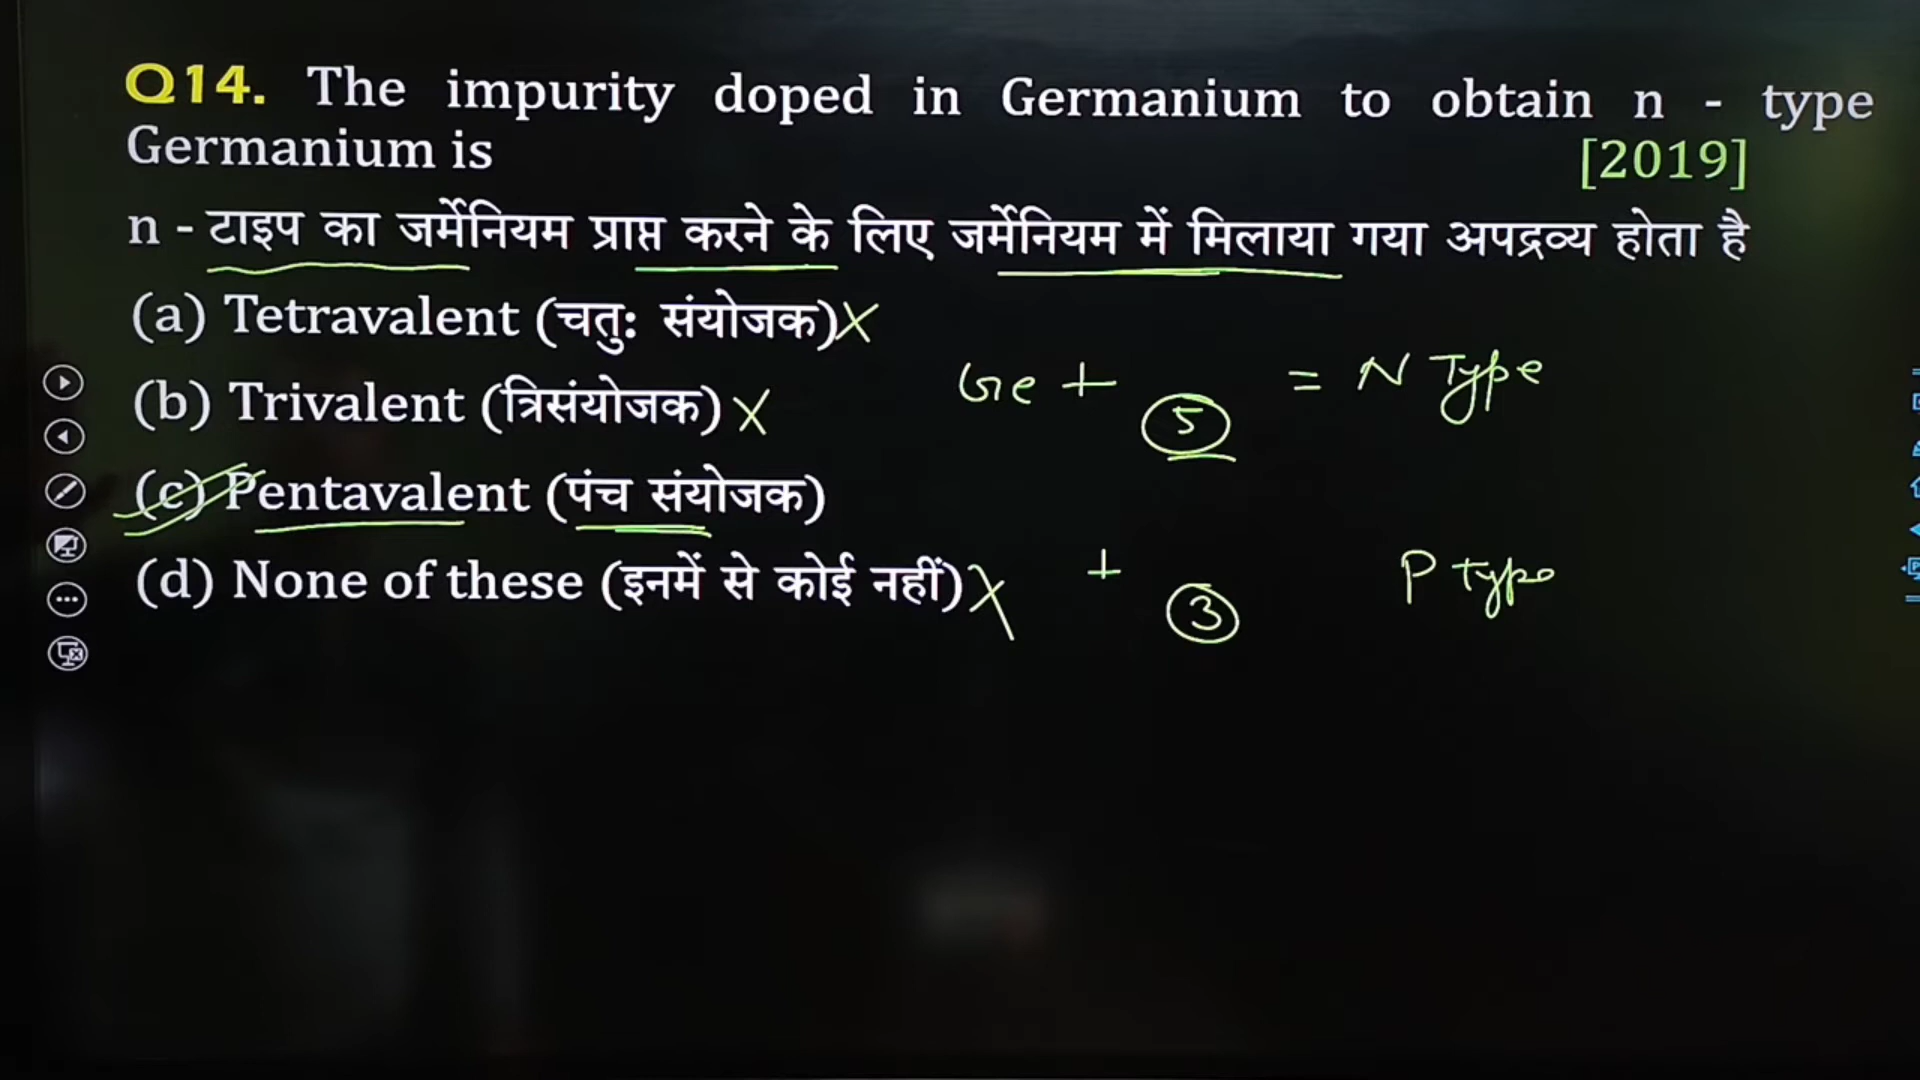 Q14. The impurity doped in Germanium to obtain n - type
Germanium is [2019]
n - टाइप का जर्मेनियम प्राप्त करने के लिए जर्मेनियम में मिलाया गया अपद्रव्य होता है
(a) Tetravalent (चतुः संयोजक) X
(b) Trivalent (त्रिसंयोजक) X
Ge + 5 = N Type
(c) Pentavalent (पंच संयोजक)
(d) None of these (इनमें से कोई नहीं) X
+ 3 P type